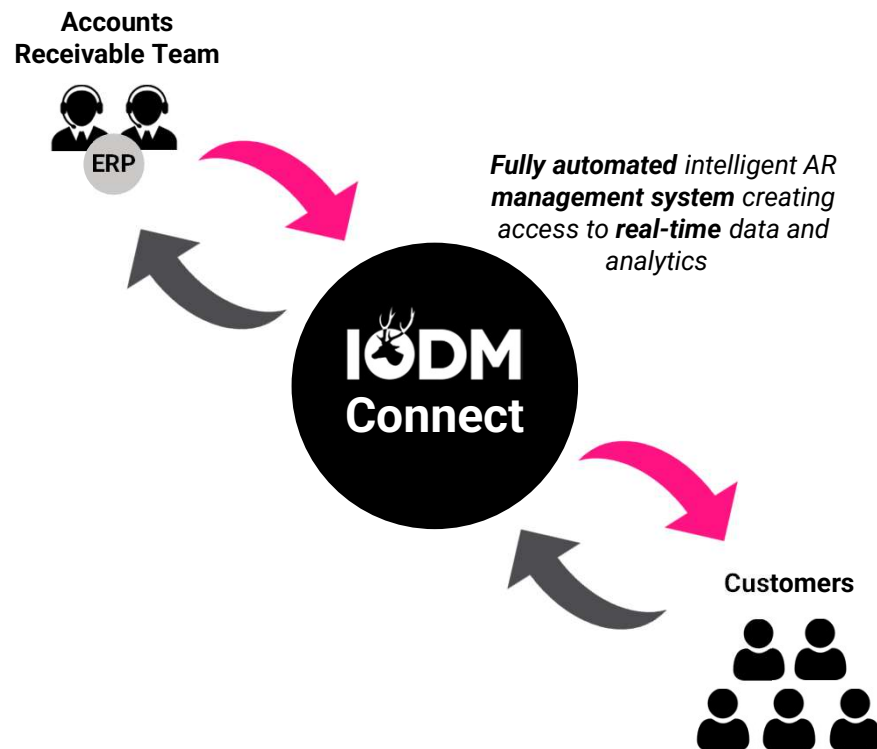 Accounts
Receivable Team
ERP
Fully automated intelligent AR
management system creating
access to real-time data and
analytics
IODM
Connect
Customers